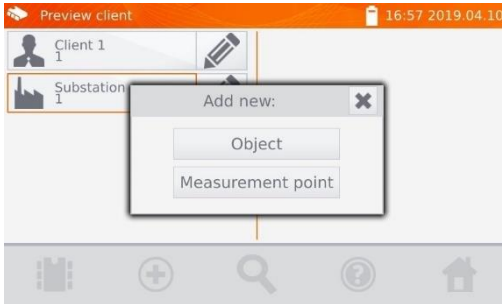 Preview client
16:57 2019.04.10
Client 1
1
Substation
1
Add new:
Object
Measurement point